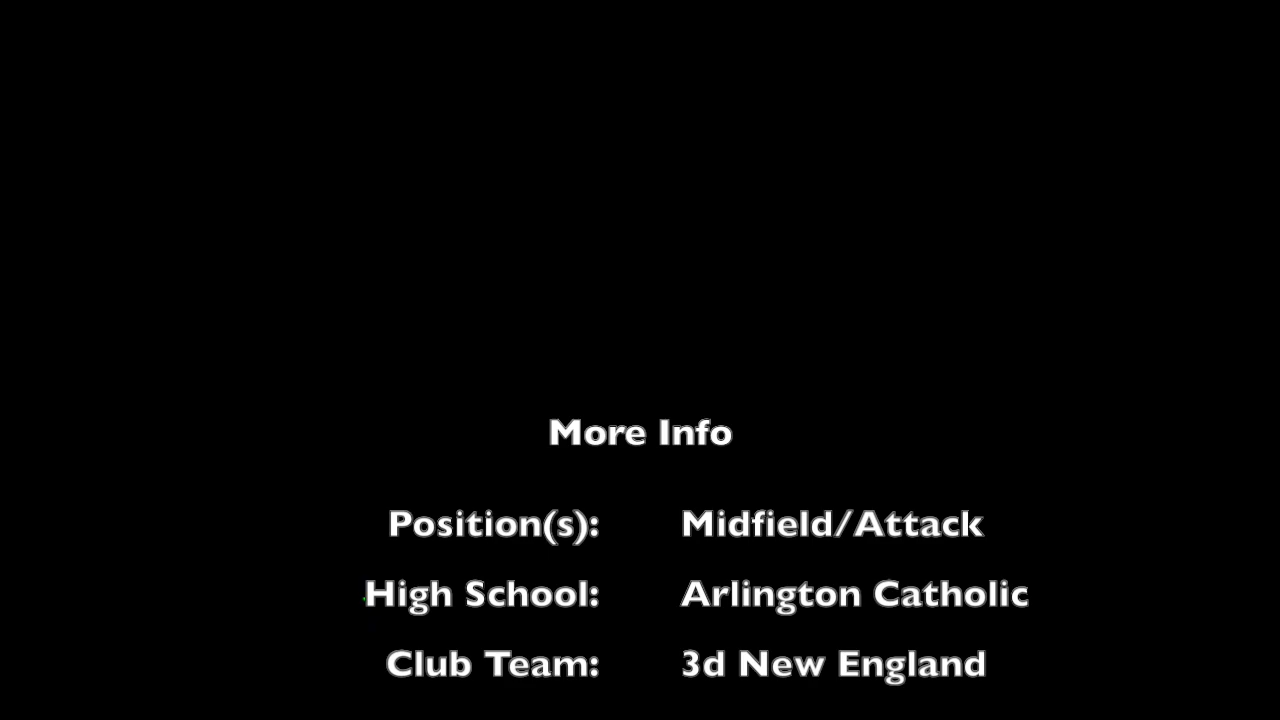 More Info
Position(s): Midfield/Attack
High School: Arlington Catholic
Club Team: 3d New England